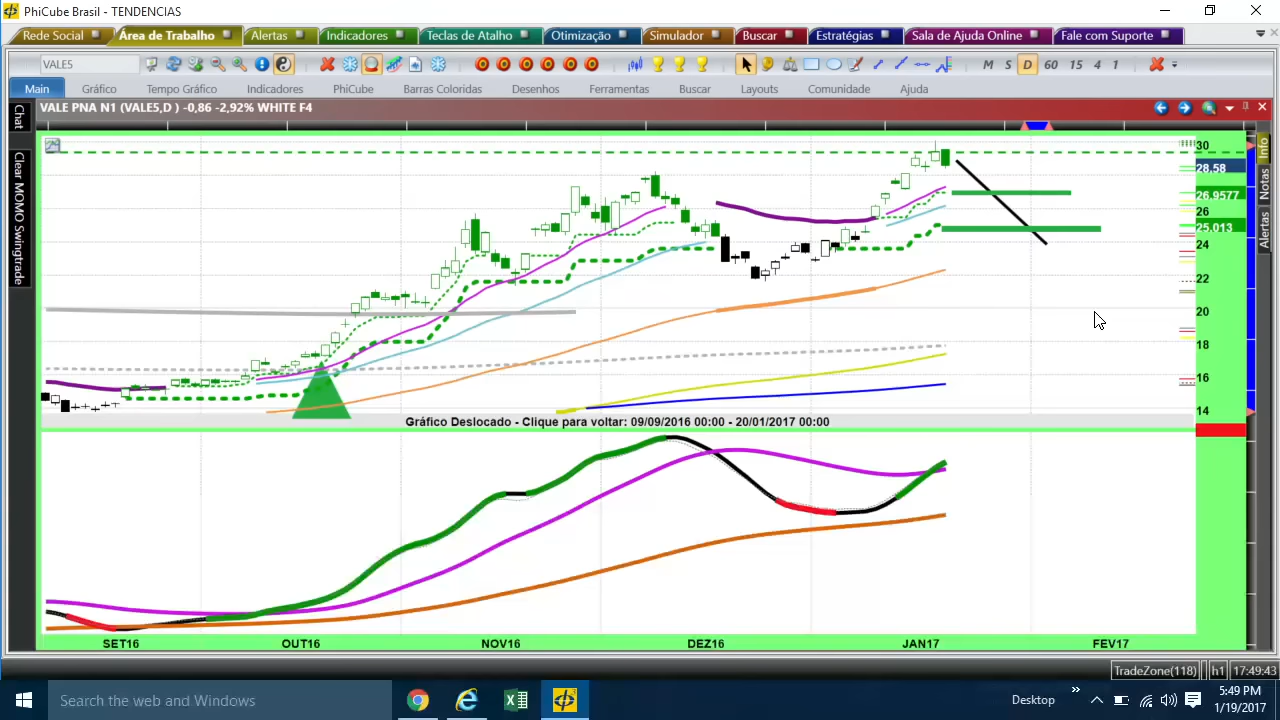 PhiCube Brasil - TENDENCIAS
Rede Social Área de Trabalho Alertas Indicadores Teclas de Atalho Otimização Simulador Buscar Estratégias Sala de Ajuda Online Fale com Suporte
VALE5 M S D 60 15 4 1
Main Gráfico Tempo Gráfico Indicadores PhiCube Barras Coloridas Desenhos Ferramentas Buscar Layouts Comunidade Ajuda
VALE PNA N1 (VALE5,D ) -0,86 -2,92% WHITE F4
Chat
Clear MOMO Swingtrade
Info
Notas
Alertas
30
28,58
26,9577
26
25,013
24
22
20
18
16
14
Gráfico Deslocado - Clique para voltar: 09/09/2016 00:00 - 20/01/2017 00:00
SET16 OUT16 NOV16 DEZ16 JAN17 FEV17
TradeZone(118) h1 17:49:43
Search the web and Windows
Desktop
5:49 PM
1/19/2017